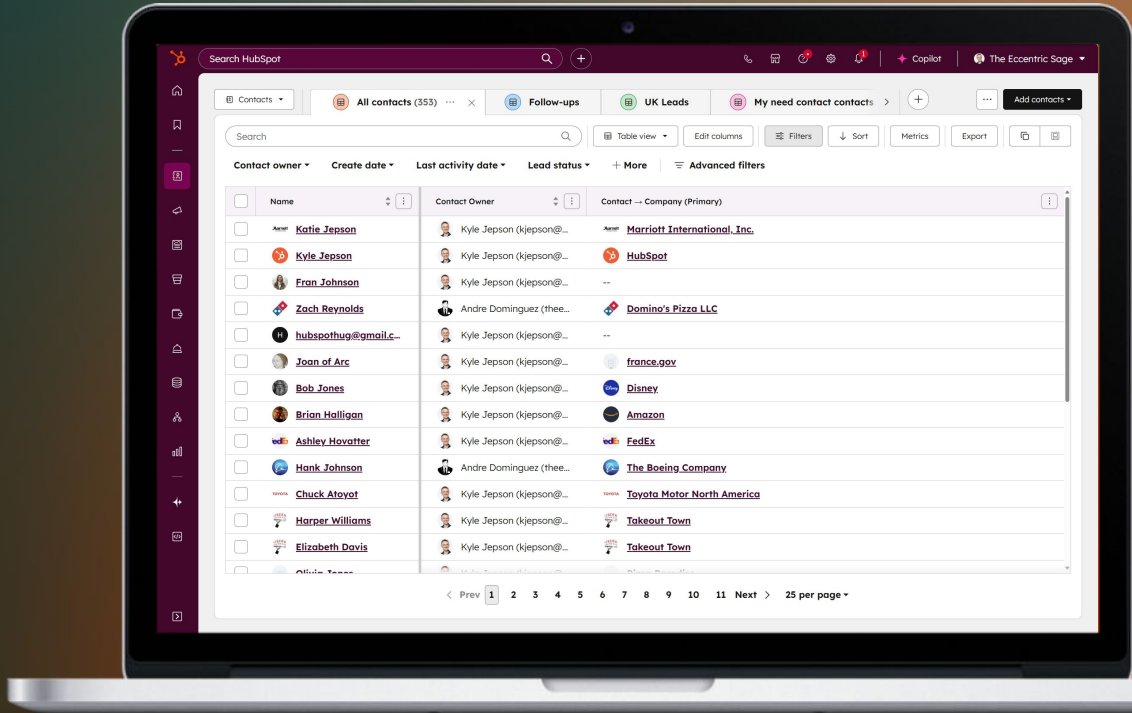 Search HubSpot
Copilot
The Eccentric Sage
Contacts
All contacts (353)
Follow-ups
UK Leads
My need contact contacts
Add contacts
Search
Table view
Edit columns
Filters
Sort
Metrics
Export
Contact owner
Create date
Last activity date
Lead status
+ More
Advanced filters
Name
Contact Owner
Contact → Company (Primary)
Marriott Katie Jepson Kyle Jepson (kjepson@... Marriott Marriott International, Inc.
Kyle Jepson Kyle Jepson (kjepson@... HubSpot
Fran Johnson Kyle Jepson (kjepson@... --
Zach Reynolds Andre Dominguez (thee... Domino's Pizza LLC
H hubspothug@gmail.c... Kyle Jepson (kjepson@... --
Joan of Arc Kyle Jepson (kjepson@... france.gov
Bob Jones Kyle Jepson (kjepson@... Disney Disney
Brian Halligan Kyle Jepson (kjepson@... Amazon
Ashley Hovatter Kyle Jepson (kjepson@... FedEx
Hank Johnson Andre Dominguez (thee... The Boeing Company
TOYOTA Chuck Atoyot Kyle Jepson (kjepson@... TOYOTA Toyota Motor North America
Harper Williams Kyle Jepson (kjepson@... Takeout Town
Elizabeth Davis Kyle Jepson (kjepson@... Takeout Town
Olivia Jones
Prev 1 2 3 4 5 6 7 8 9 10 11 Next 25 per page